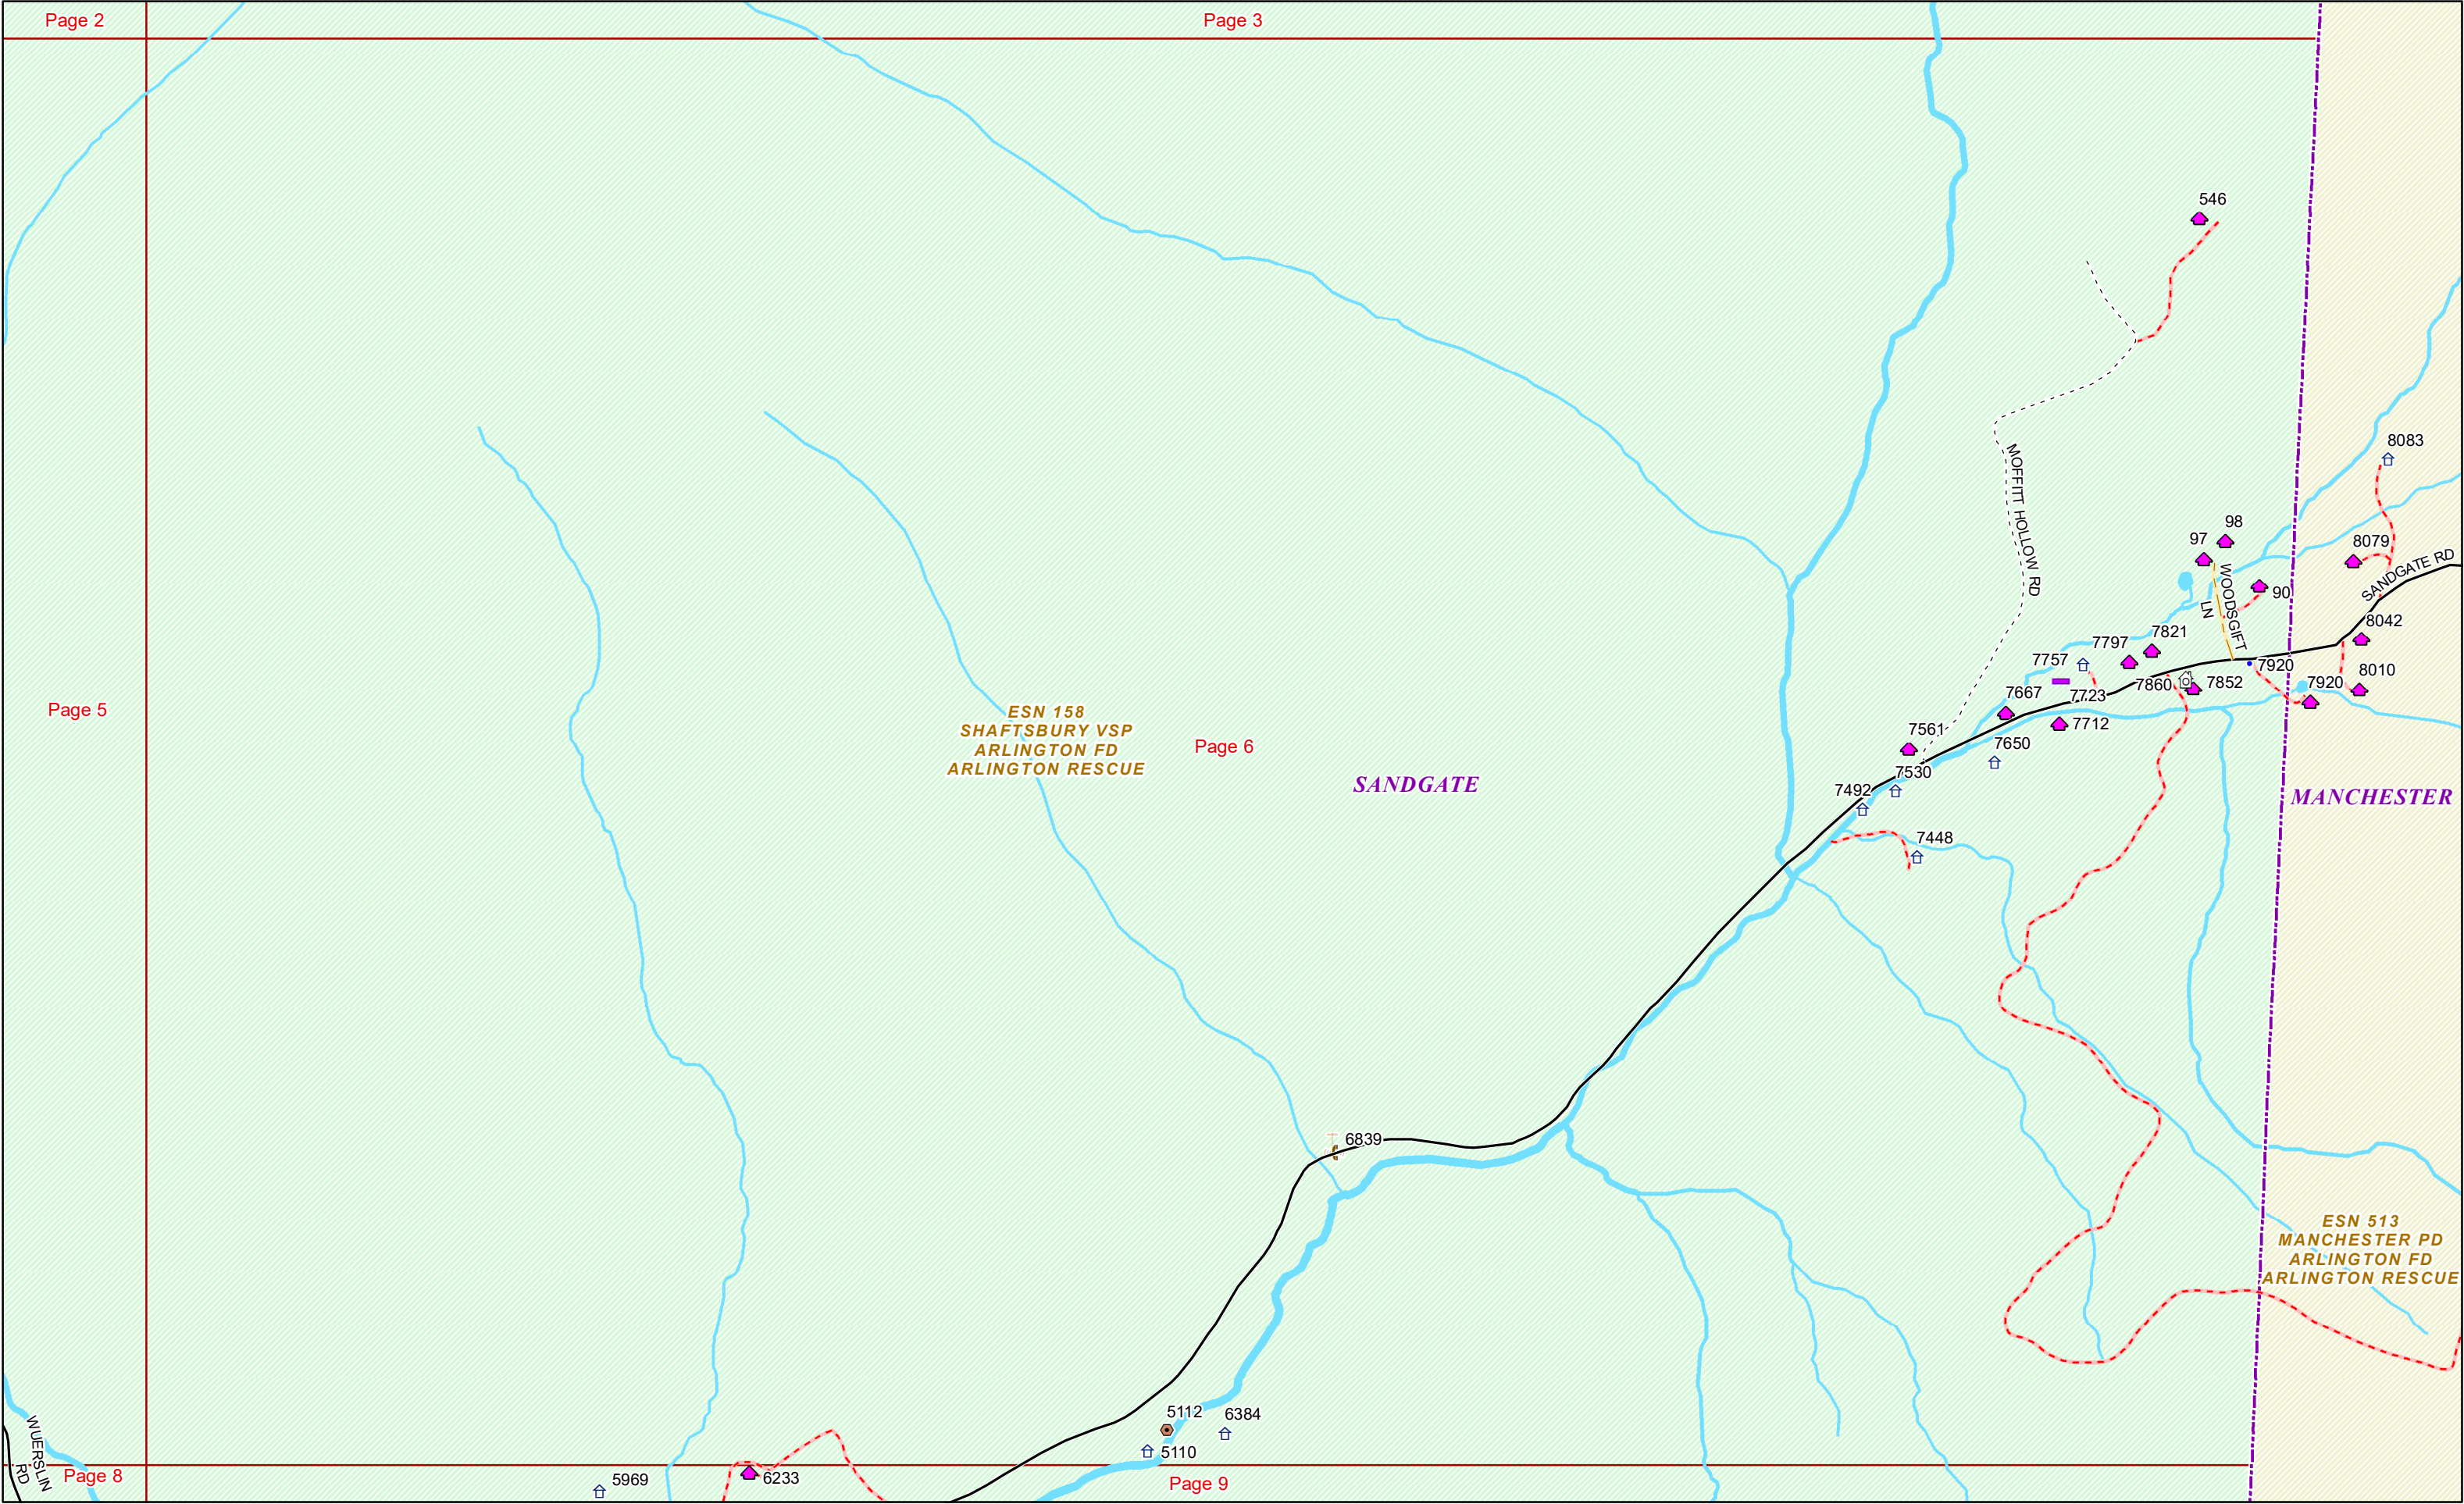 Page 2
Page 3
546
8083
98
97
8079
SANDGATE RD
MOFFITT HOLLOW RD
WOODSGIFT
LN
90
8042
7821
7797
7757
7920
8010
7920
7860
7852
7667
7723
7712
7561
7650
7530
7492
7448
Page 5
ESN 158
SHAFTSBURY VSP
ARLINGTON FD
ARLINGTON RESCUE
Page 6
SANDGATE
MANCHESTER
6839
ESN 513
MANCHESTER PD
ARLINGTON FD
ARLINGTON RESCUE
5112
6384
5110
WUERSLIN
RD
Page 8
5969
6233
Page 9